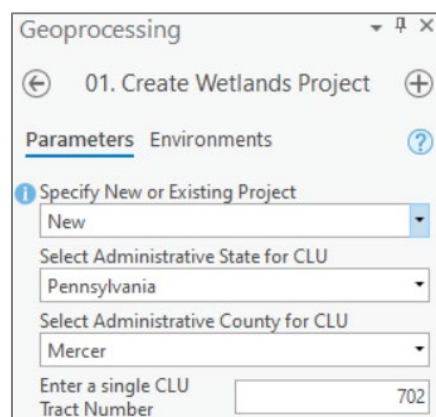 Geoprocessing
01. Create Wetlands Project
Parameters Environments
Specify New or Existing Project
New
Select Administrative State for CLU
Pennsylvania
Select Administrative County for CLU
Mercer
Enter a single CLU
Tract Number
702